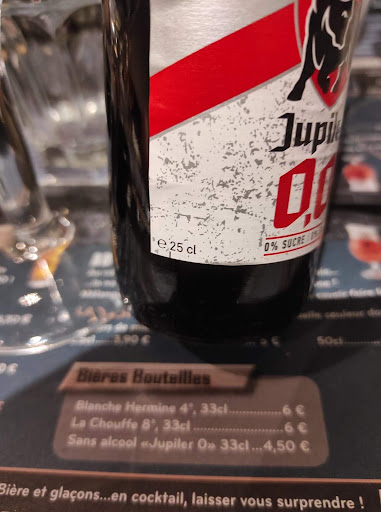 Jupil
0,0
0% SUCRE
e 25 cl
3,90 €
50cl
Bières Bouteilles
Blanche Hermine 4°, 33cl.............6 €
La Chouffe 8°, 33cl......................6 €
Sans alcool «Jupiler 0» 33cl...4,50 €
Bière et glaçons...en cocktail, laisser vous surprendre !